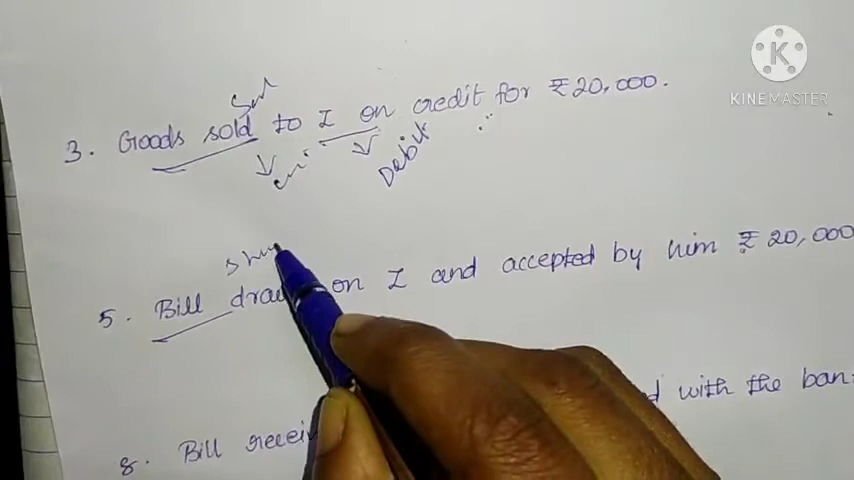 K
KINEMASTER
3. Goods sold to I on credit for ₹20,000.
Debit
5. Bill on I and accepted by him ₹20,000
8. Bill with the